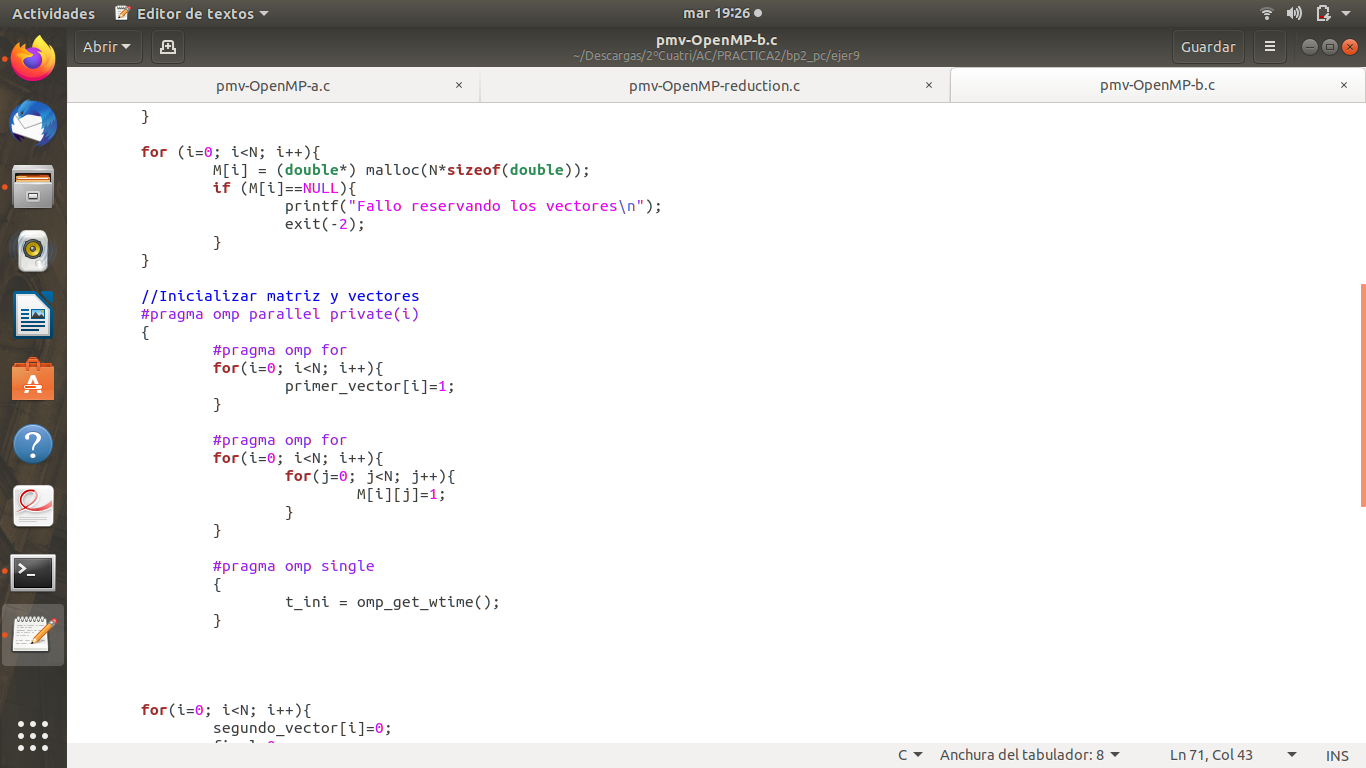 Actividades Editor de textos mar 19:26
Abrir pmv-OpenMP-b.c Guardar
~/Descargas/2ºCuatri/AC/PRACTICA2/bp2_pc/ejer9
pmv-OpenMP-a.c × pmv-OpenMP-reduction.c × pmv-OpenMP-b.c ×
}
for (i=0; i<N; i++){
M[i] = (double*) malloc(N*sizeof(double));
if (M[i]==NULL){
printf("Fallo reservando los vectores\n");
exit(-2);
}
}
//Inicializar matriz y vectores
#pragma omp parallel private(i)
{
#pragma omp for
for(i=0; i<N; i++){
primer_vector[i]=1;
}
#pragma omp for
for(i=0; i<N; i++){
for(j=0; j<N; j++){
M[i][j]=1;
}
}
#pragma omp single
{
t_ini = omp_get_wtime();
}
for(i=0; i<N; i++){
segundo_vector[i]=0;
C Anchura del tabulador: 8 Ln 71, Col 43 INS